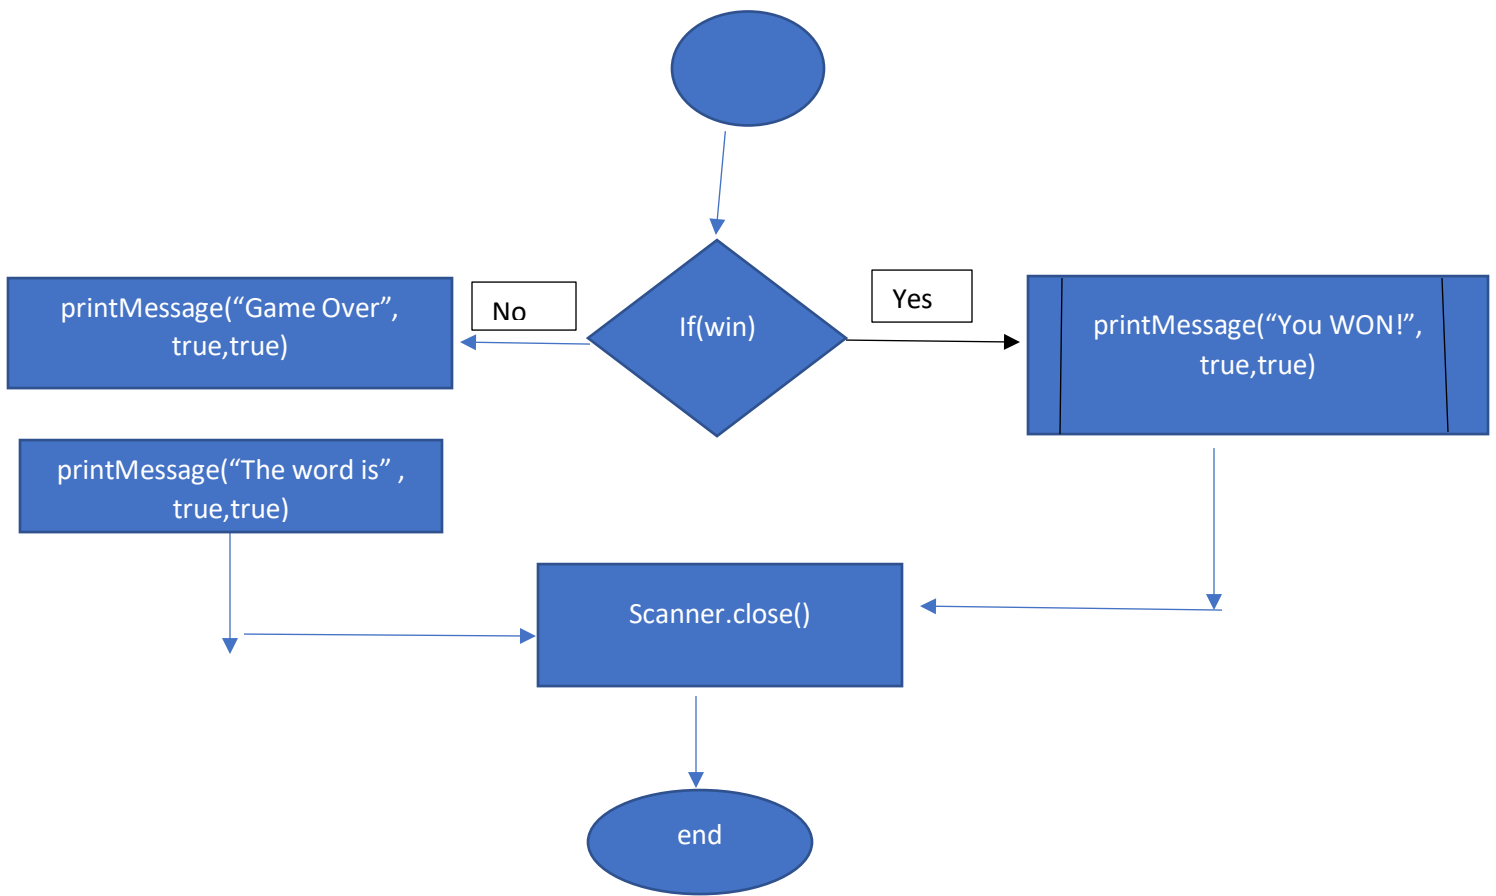 printMessage(“Game Over”,
true,true)
No
If(win)
Yes
printMessage(“You WON!”,
true,true)
printMessage(“The word is” ,
true,true)
Scanner.close()
end